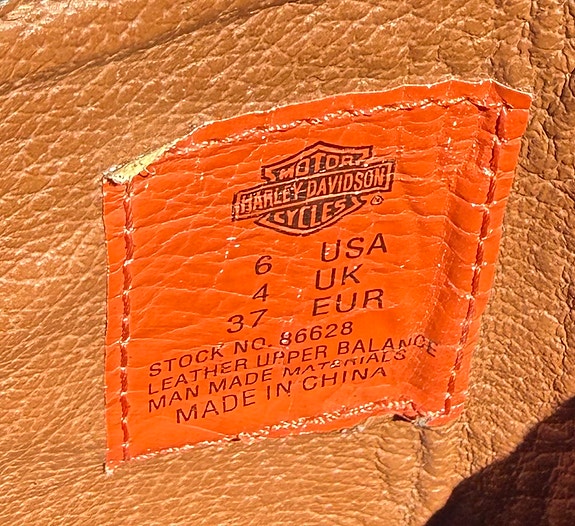 MOTOR
HARLEY-DAVIDSON
CYCLES
®
6 USA
4 UK
37 EUR
STOCK NO. 86628
LEATHER UPPER BALANCE
MAN MADE MATERIALS
MADE IN CHINA